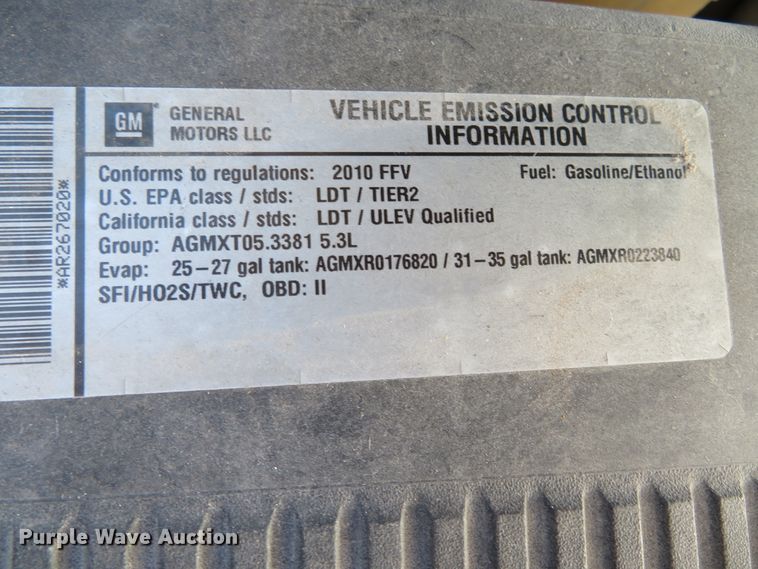 GM
GENERAL
MOTORS LLC
VEHICLE EMISSION CONTROL
INFORMATION
Conforms to regulations: 2010 FFV
Fuel: Gasoline/Ethanol
U.S. EPA class / stds: LDT / TIER2
California class / stds: LDT / ULEV Qualified
Group: AGMXT05.3381 5.3L
Evap: 25–27 gal tank: AGMXR0176820 / 31–35 gal tank: AGMXR0223840
SFI/HO2S/TWC, OBD: II
*AR267020*
Purple Wave Auction